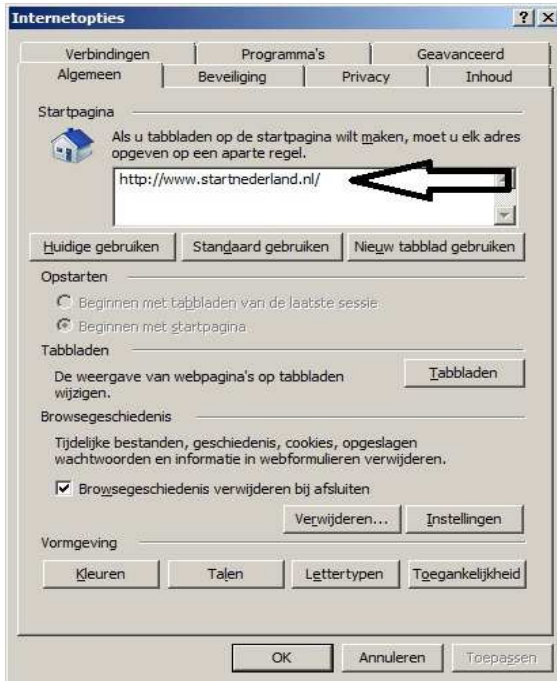 Internetopties
Verbindingen Programma's Geavanceerd
Algemeen Beveiliging Privacy Inhoud
Startpagina
Als u tabbladen op de startpagina wilt maken, moet u elk adres
opgeven op een aparte regel.
http://www.startnederland.nl/
Huidige gebruiken Standaard gebruiken Nieuw tabblad gebruiken
Opstarten
Beginnen met tabbladen van de laatste sessie
Beginnen met startpagina
Tabbladen
De weergave van webpagina's op tabbladen
wijzigen.
Tabbladen
Browsegeschiedenis
Tijdelijke bestanden, geschiedenis, cookies, opgeslagen
wachtwoorden en informatie in webformulieren verwijderen.
Browsegeschiedenis verwijderen bij afsluiten
Verwijderen... Instellingen
Vormgeving
Kleuren Talen Lettertypen Toegankelijkheid
OK Annuleren Toepassen